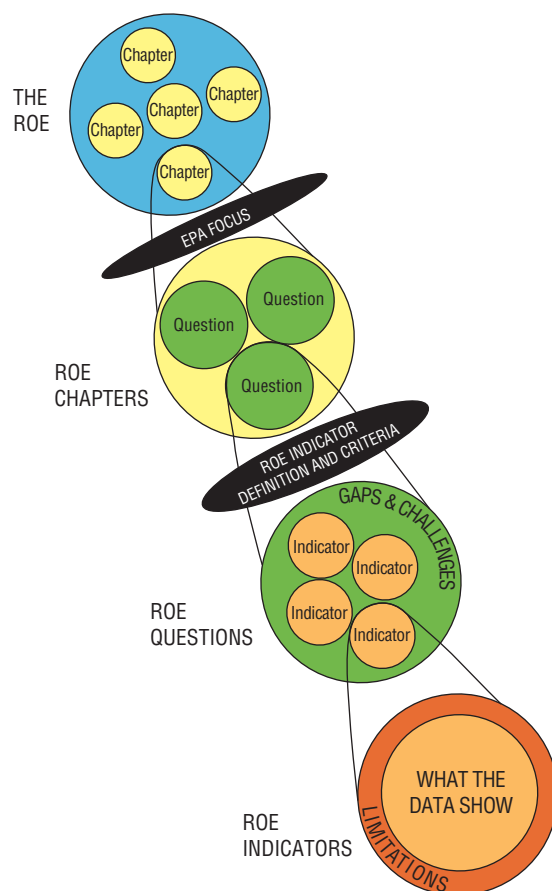 THE
ROE
Chapter
Chapter
Chapter
Chapter
Chapter
EPA FOCUS
ROE
CHAPTERS
Question
Question
Question
ROE INDICATOR
DEFINITION AND CRITERIA
ROE
QUESTIONS
GAPS & CHALLENGES
Indicator
Indicator
Indicator
Indicator
ROE
INDICATORS
WHAT THE
DATA SHOW
LIMITATIONS